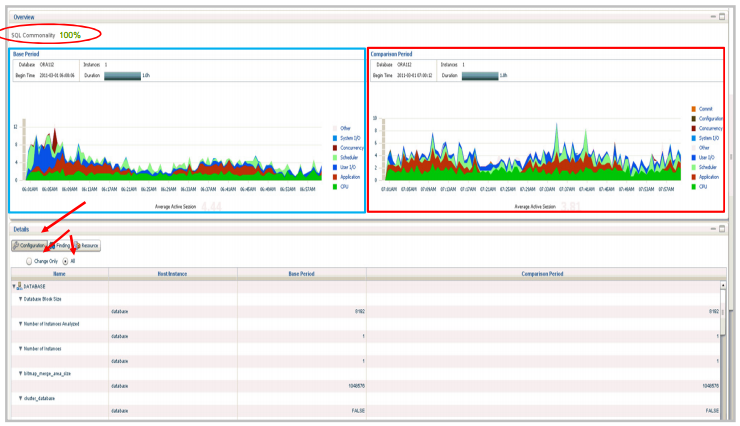 Overview
SQL Commonality 100%
Base Period
Database ORA112 Instances 1
Begin Time 2011-03-01 06:00:06 Duration 1.0h
12
8
4
0
06:01AM 06:05AM 06:09AM 06:13AM 06:17AM 06:21AM 06:25AM 06:29AM 06:33AM 06:37AM 06:41AM 06:45AM 06:49AM 06:53AM 06:57AM
Other
System I/O
Concurrency
Scheduler
User I/O
Application
CPU
Average Active Session
4.44
Comparison Period
Database ORA112 Instances 1
Begin Time 2011-03-01 07:00:12 Duration 1.0h
10
8
6
4
2
0
07:01AM 07:05AM 07:09AM 07:13AM 07:17AM 07:21AM 07:25AM 07:29AM 07:33AM 07:37AM 07:41AM 07:45AM 07:49AM 07:53AM 07:57AM
Commit
Configuration
Concurrency
System I/O
Other
User I/O
Scheduler
Application
CPU
Average Active Session
3.81
Details
Configuration Finding Resource
Change Only All
Name Host/Instance Base Period Comparison Period
DATABASE
Database Block Size
database 8192 8192
Number of Instances Analyzed
database 1 1
Number of Instances
database 1 1
bitmap_merge_area_size
database 1048576 1048576
cluster_database
database FALSE FALSE